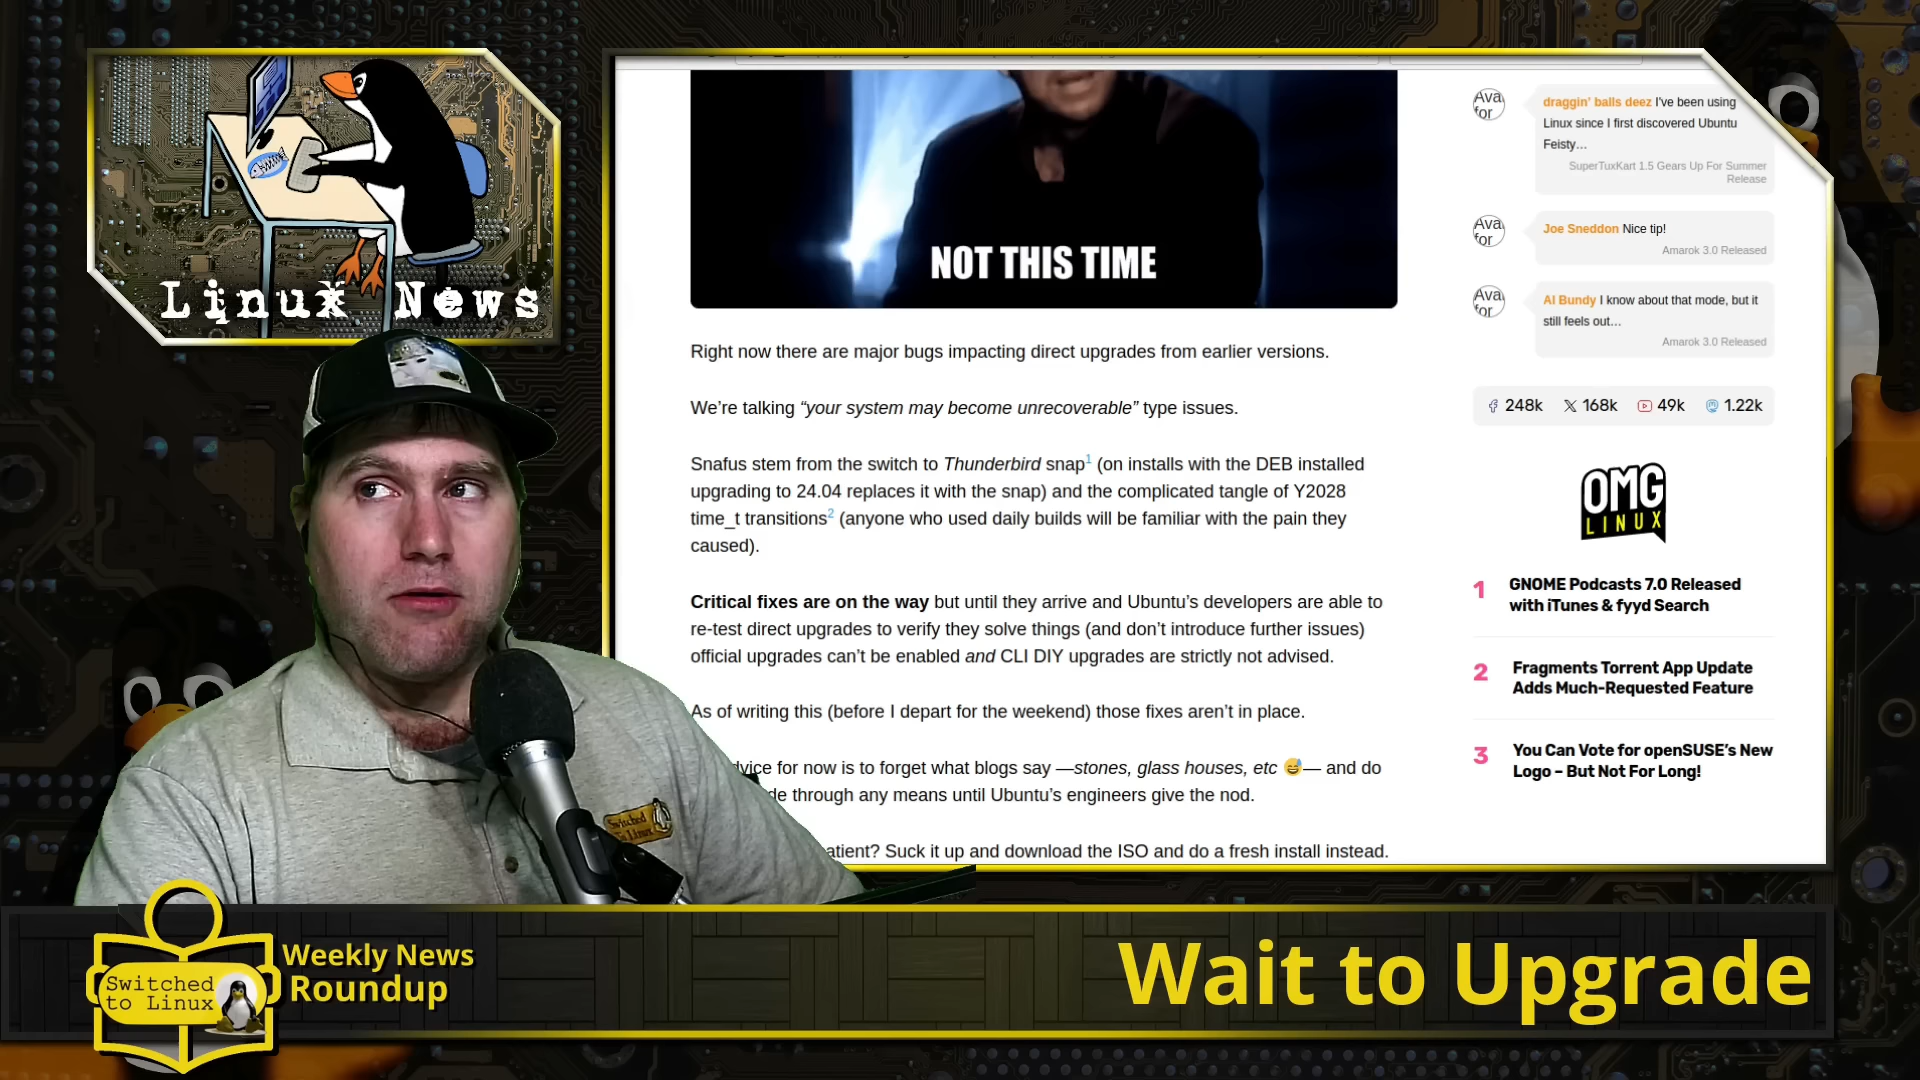 Linux News
NOT THIS TIME
Right now there are major bugs impacting direct upgrades from earlier versions.
We're talking “your system may become unrecoverable” type issues.
Snafus stem from the switch to Thunderbird snap1 (on installs with the DEB installed
upgrading to 24.04 replaces it with the snap) and the complicated tangle of Y2028
time_t transitions2 (anyone who used daily builds will be familiar with the pain they
caused).
Critical fixes are on the way but until they arrive and Ubuntu's developers are able to
re-test direct upgrades to verify they solve things (and don't introduce further issues)
official upgrades can't be enabled and CLI DIY upgrades are strictly not advised.
As of writing this (before I depart for the weekend) those fixes aren't in place.
for now is to forget what blogs say —stones, glass houses, etc 😅— and do
through any means until Ubuntu's engineers give the nod.
Suck it up and download the ISO and do a fresh install instead.
Ava
for
draggin' balls deez I've been using
Linux since I first discovered Ubuntu
Feisty…
SuperTuxKart 1.5 Gears Up For Summer
Release
Ava
for
Joe Sneddon Nice tip!
Amarok 3.0 Released
Ava
for
Al Bundy I know about that mode, but it
still feels out…
Amarok 3.0 Released
248k 168k 49k 1.22k
OMG
LINUX
1 GNOME Podcasts 7.0 Released
with iTunes & fyyd Search
2 Fragments Torrent App Update
Adds Much-Requested Feature
3 You Can Vote for openSUSE's New
Logo – But Not For Long!
Switched
To Linux
Switched
to Linux
Weekly News
Roundup
Wait to Upgrade